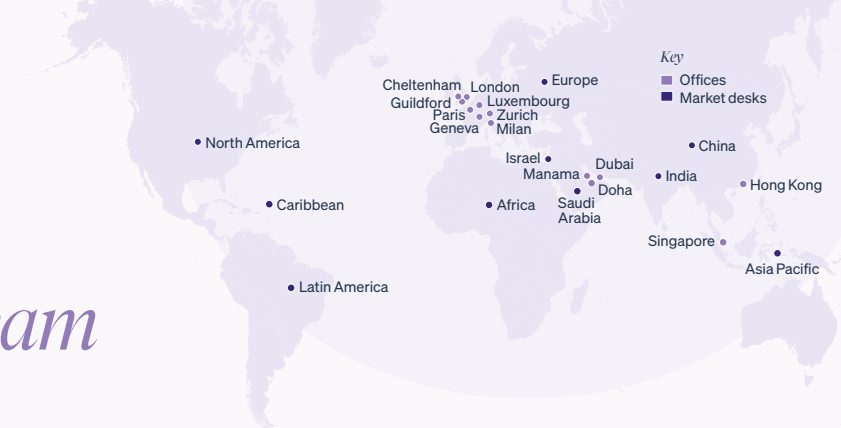 Key
Offices
Market desks
Cheltenham
London
Europe
Guildford
Luxembourg
Paris
Zurich
Geneva
Milan
North America
Israel
Dubai
China
Manama
India
Doha
Hong Kong
Caribbean
Africa
Saudi
Arabia
Singapore
Asia Pacific
Latin America
am